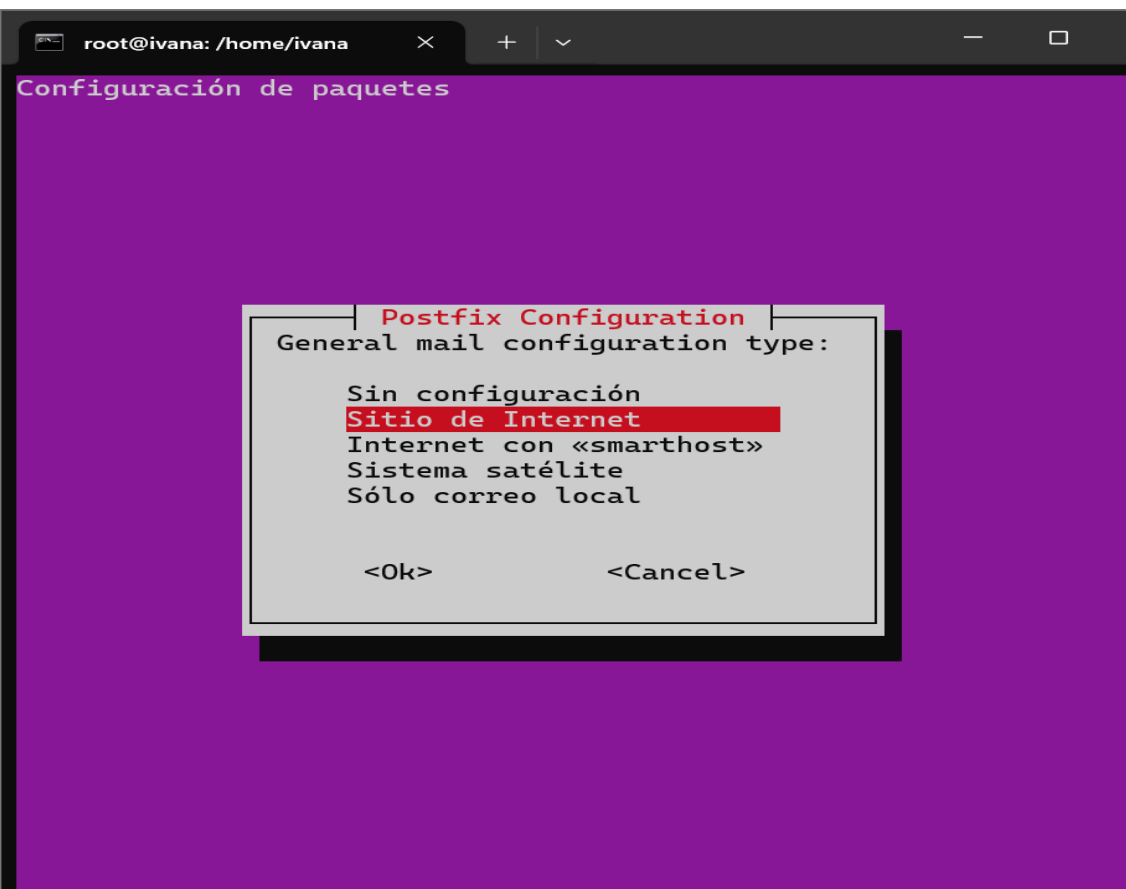 root@ivana: /home/ivana
Configuración de paquetes
Postfix Configuration
General mail configuration type:
Sin configuración
Sitio de Internet
Internet con «smarthost»
Sistema satélite
Sólo correo local
<Ok> <Cancel>